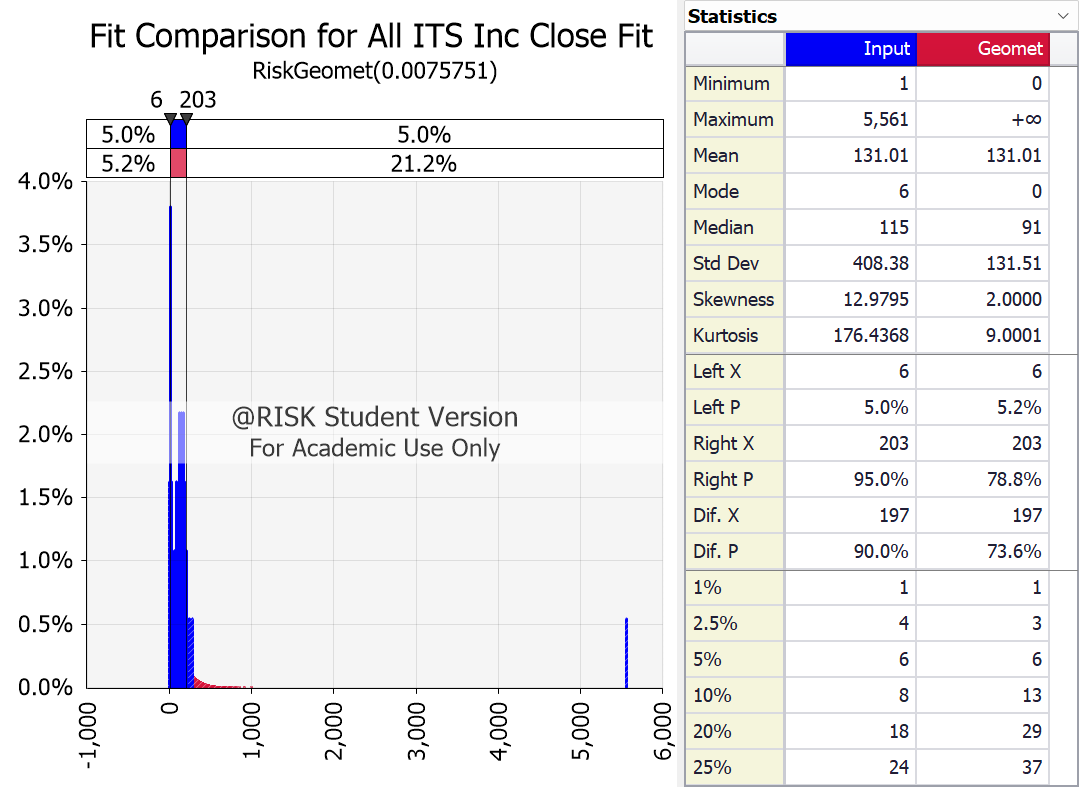 Fit Comparison for All ITS Inc Close Fit
RiskGeomet(0.0075751)
6 203
5.0% 5.0%
5.2% 21.2%
4.0%
3.5%
3.0%
2.5%
2.0%
1.5%
1.0%
0.5%
0.0%
@RISK Student Version
For Academic Use Only
-1,000 0 1,000 2,000 3,000 4,000 5,000 6,000
Statistics
Input Geomet
Minimum 1 0
Maximum 5,561 +∞
Mean 131.01 131.01
Mode 6 0
Median 115 91
Std Dev 408.38 131.51
Skewness 12.9795 2.0000
Kurtosis 176.4368 9.0001
Left X 6 6
Left P 5.0% 5.2%
Right X 203 203
Right P 95.0% 78.8%
Dif. X 197 197
Dif. P 90.0% 73.6%
1% 1 1
2.5% 4 3
5% 6 6
10% 8 13
20% 18 29
25% 24 37